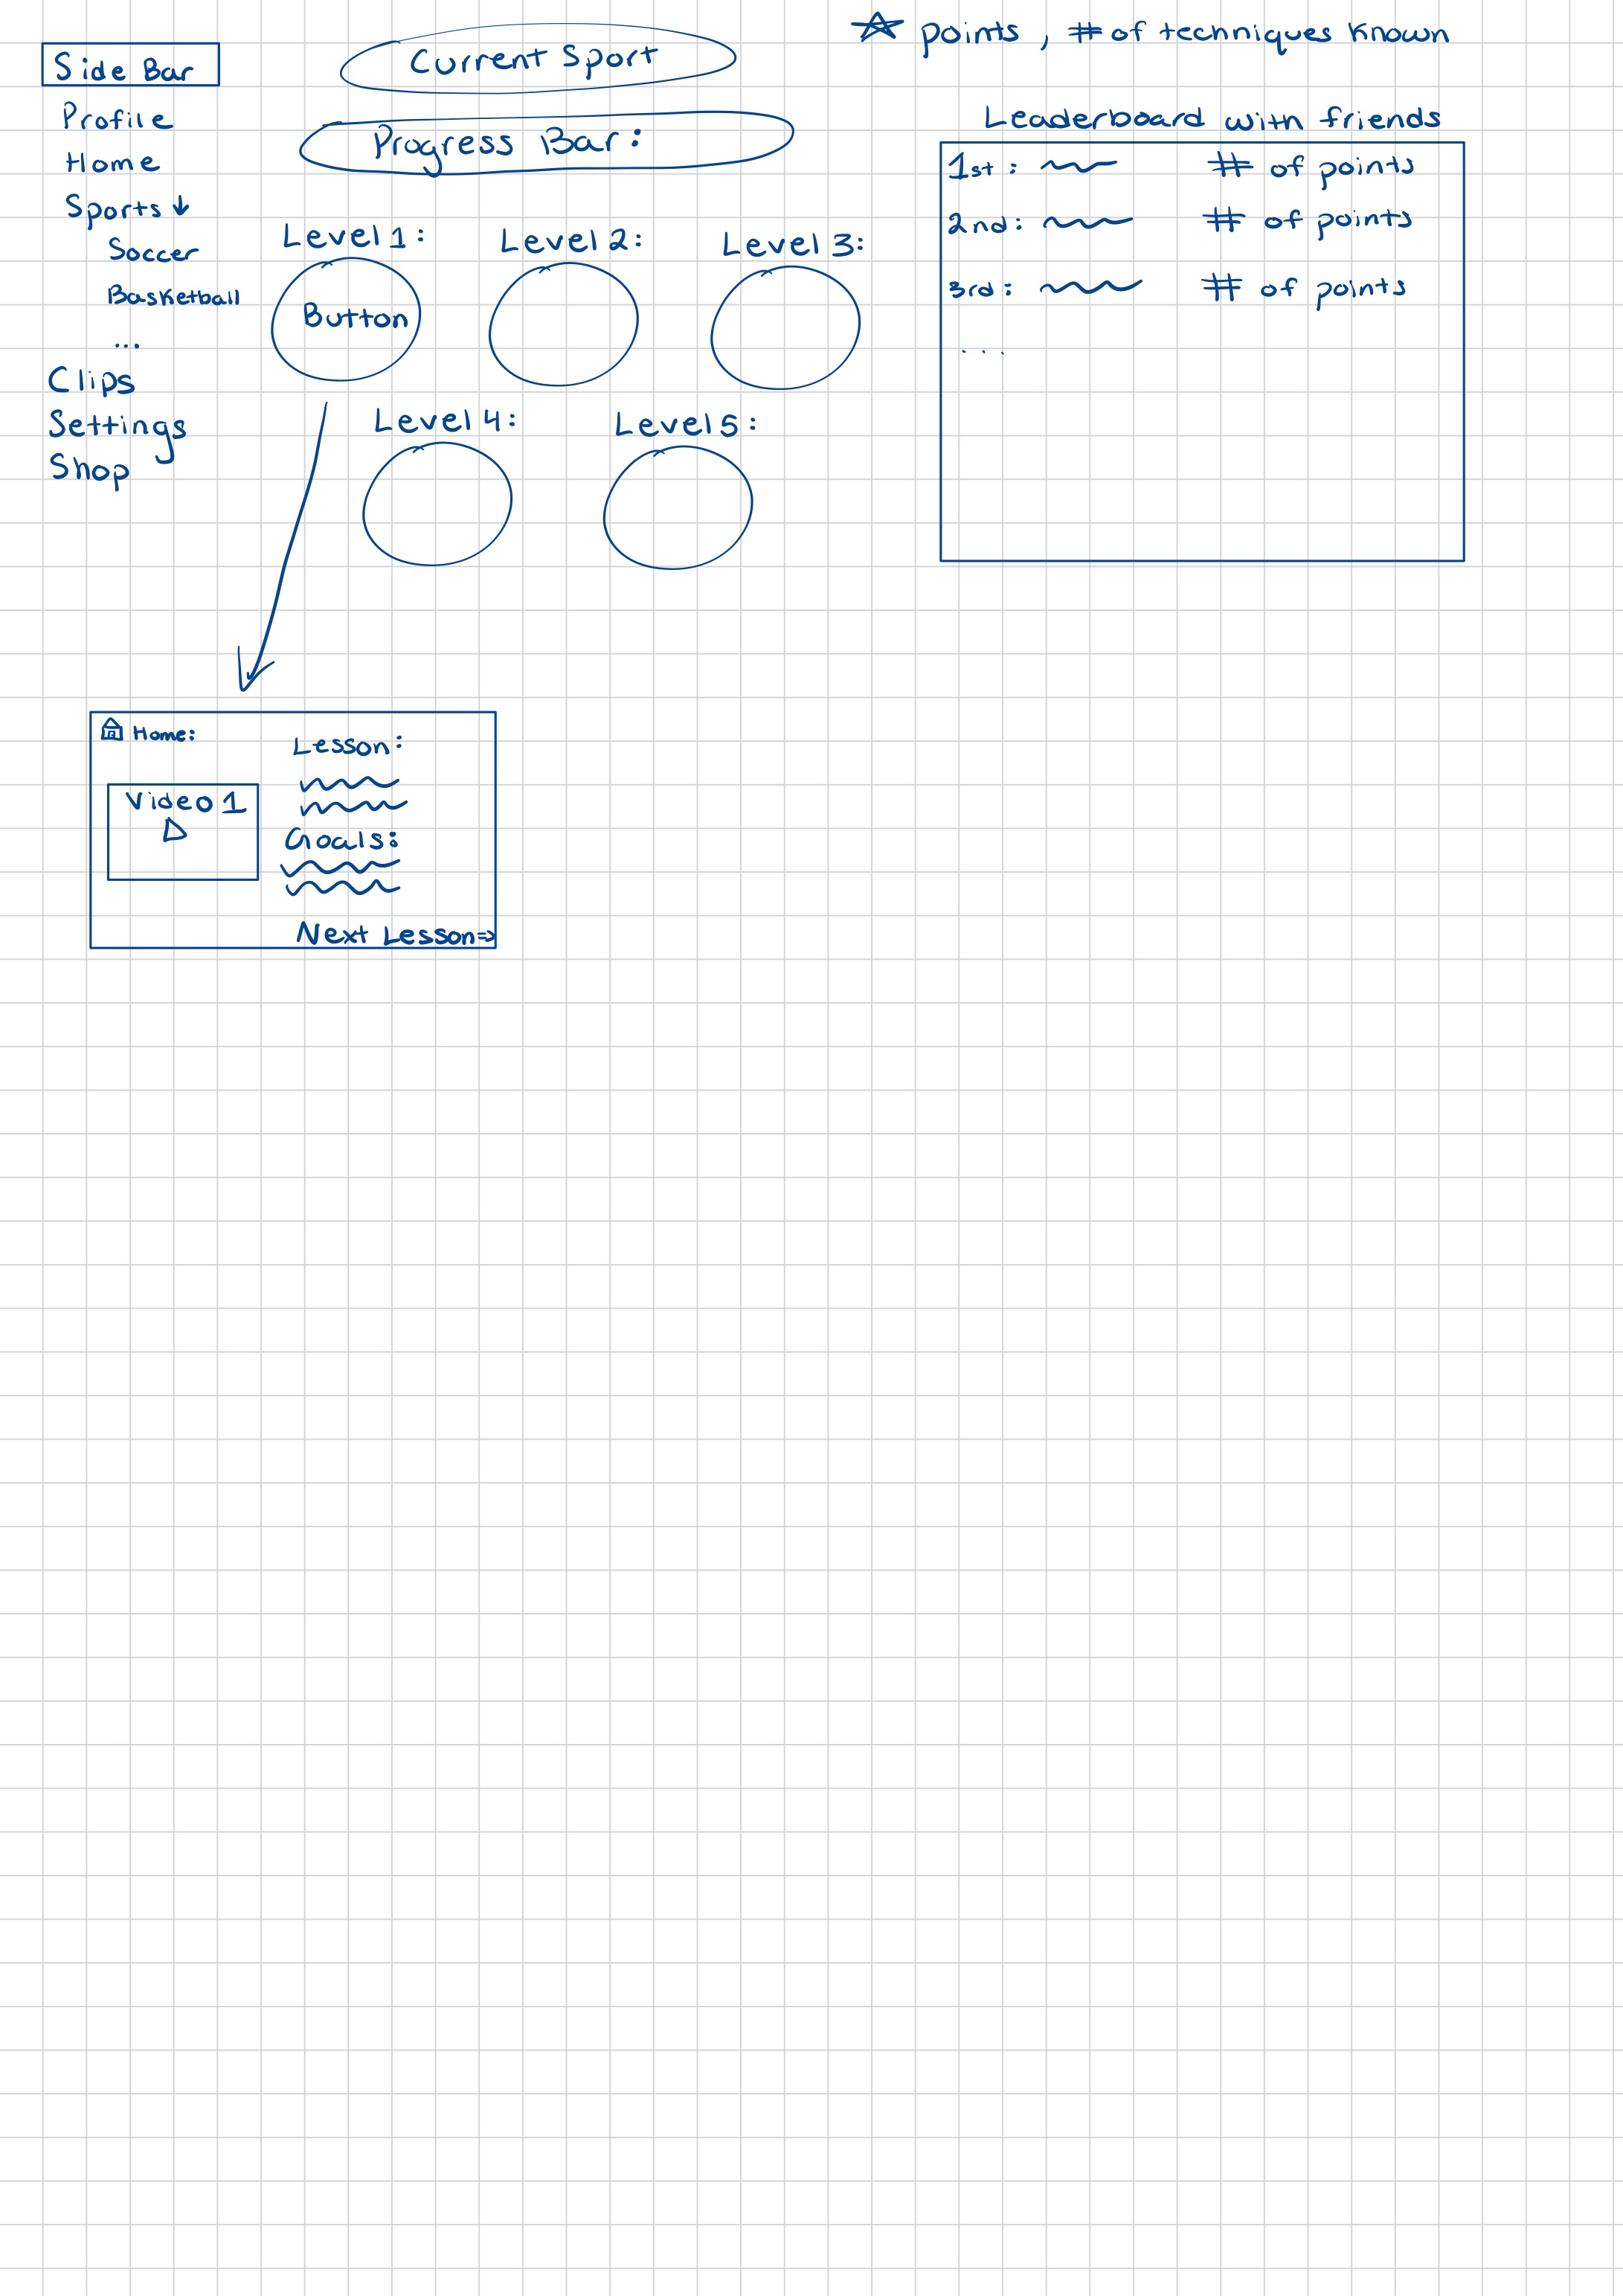 Side Bar
Profile
Home
Sports ↓
Soccer
Basketball
...
Clips
Settings
Shop
Current Sport
Progress Bar:
Level 1:
Button
Level 2:
Level 3:
Level 4:
Level 5:
☆ points, # of techniques known
Leaderboard with friends
1st: # of points
2nd: # of points
3rd: # of points
...
Home:
Video 1
Lesson:
Goals:
Next Lesson⇒